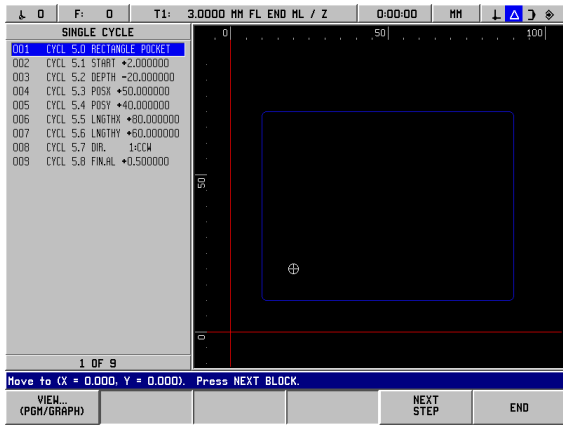 0 F: 0 T1: 3.0000 MM FL END ML / Z 0:00:00 MM
SINGLE CYCLE
001 CYCL 5.0 RECTANGLE POCKET
002 CYCL 5.1 START +2.000000
003 CYCL 5.2 DEPTH -20.000000
004 CYCL 5.3 POSX +50.000000
005 CYCL 5.4 POSY +40.000000
006 CYCL 5.5 LNGTHX +80.000000
007 CYCL 5.6 LNGTHY +60.000000
008 CYCL 5.7 DIR. 1:CCW
009 CYCL 5.8 FIN.AL +0.500000
0 50 100
50
0
1 OF 9
Move to (X = 0.000, Y = 0.000). Press NEXT BLOCK.
VIEW...
(PGM/GRAPH)
NEXT
STEP
END